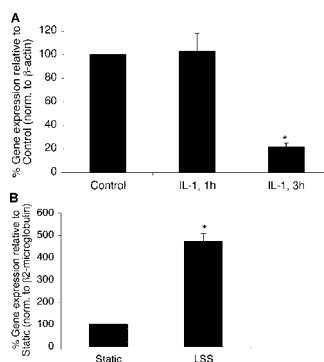 A
% Gene expression relative to
Control (norm. to β-actin)
120
100
80
60
40
20
0
*
Control
IL-1, 1h
IL-1, 3h
B
% Gene expression relative to
Static (norm. to β2-microglobulin)
600
500
400
300
200
100
0
*
Static
LSS